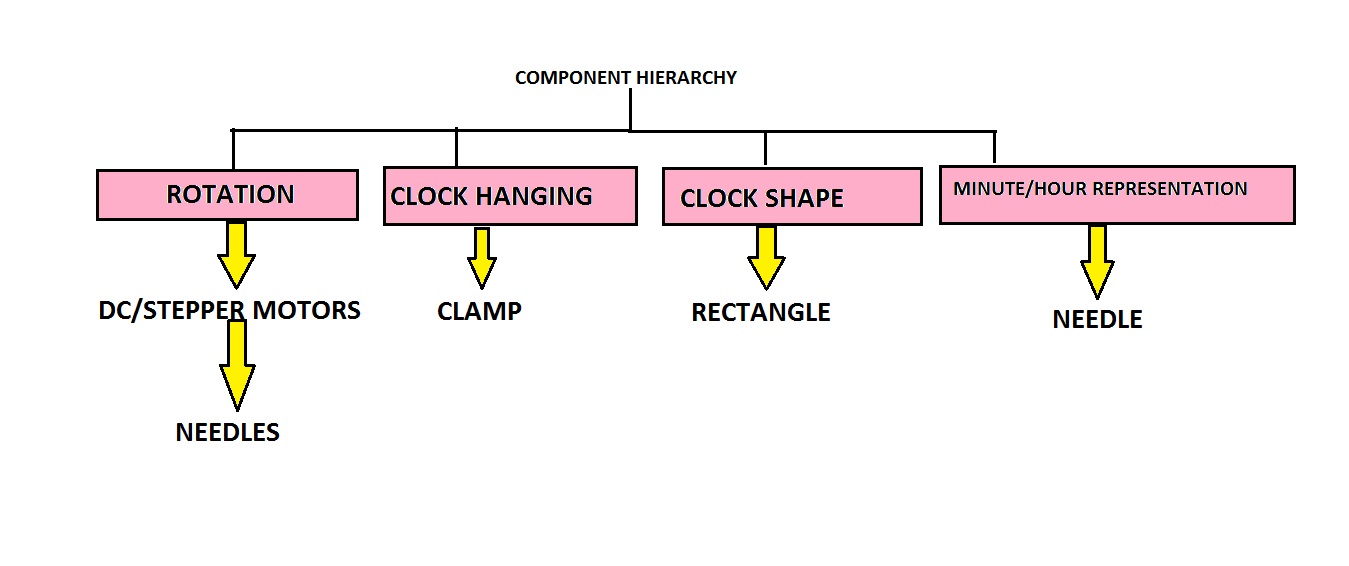 COMPONENT HIERARCHY
ROTATION
CLOCK HANGING
CLOCK SHAPE
MINUTE/HOUR REPRESENTATION
DC/STEPPER MOTORS
CLAMP
RECTANGLE
NEEDLE
NEEDLES